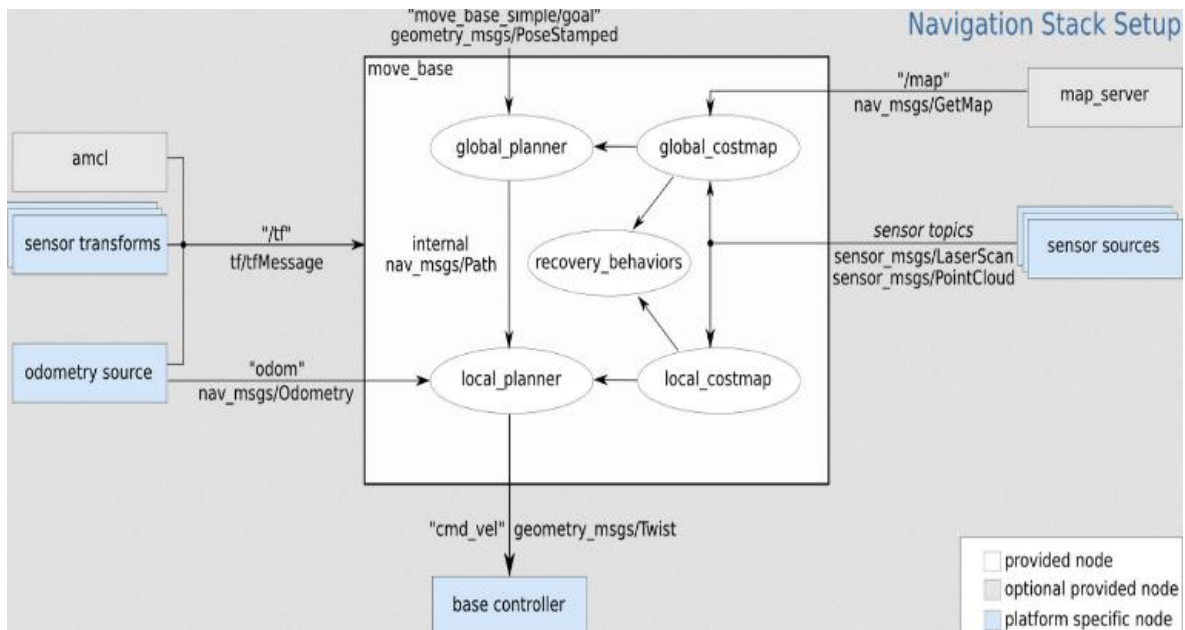 "move_base_simple/goal"
geometry_msgs/PoseStamped
Navigation Stack Setup
move_base
"/map"
nav_msgs/GetMap
map_server
amcl
global_planner
global_costmap
sensor transforms
"/tf"
tf/tfMessage
internal
nav_msgs/Path
recovery_behaviors
sensor topics
sensor_msgs/LaserScan
sensor_msgs/PointCloud
sensor sources
odometry source
"odom"
nav_msgs/Odometry
local_planner
local_costmap
"cmd_vel" geometry_msgs/Twist
base controller
provided node
optional provided node
platform specific node